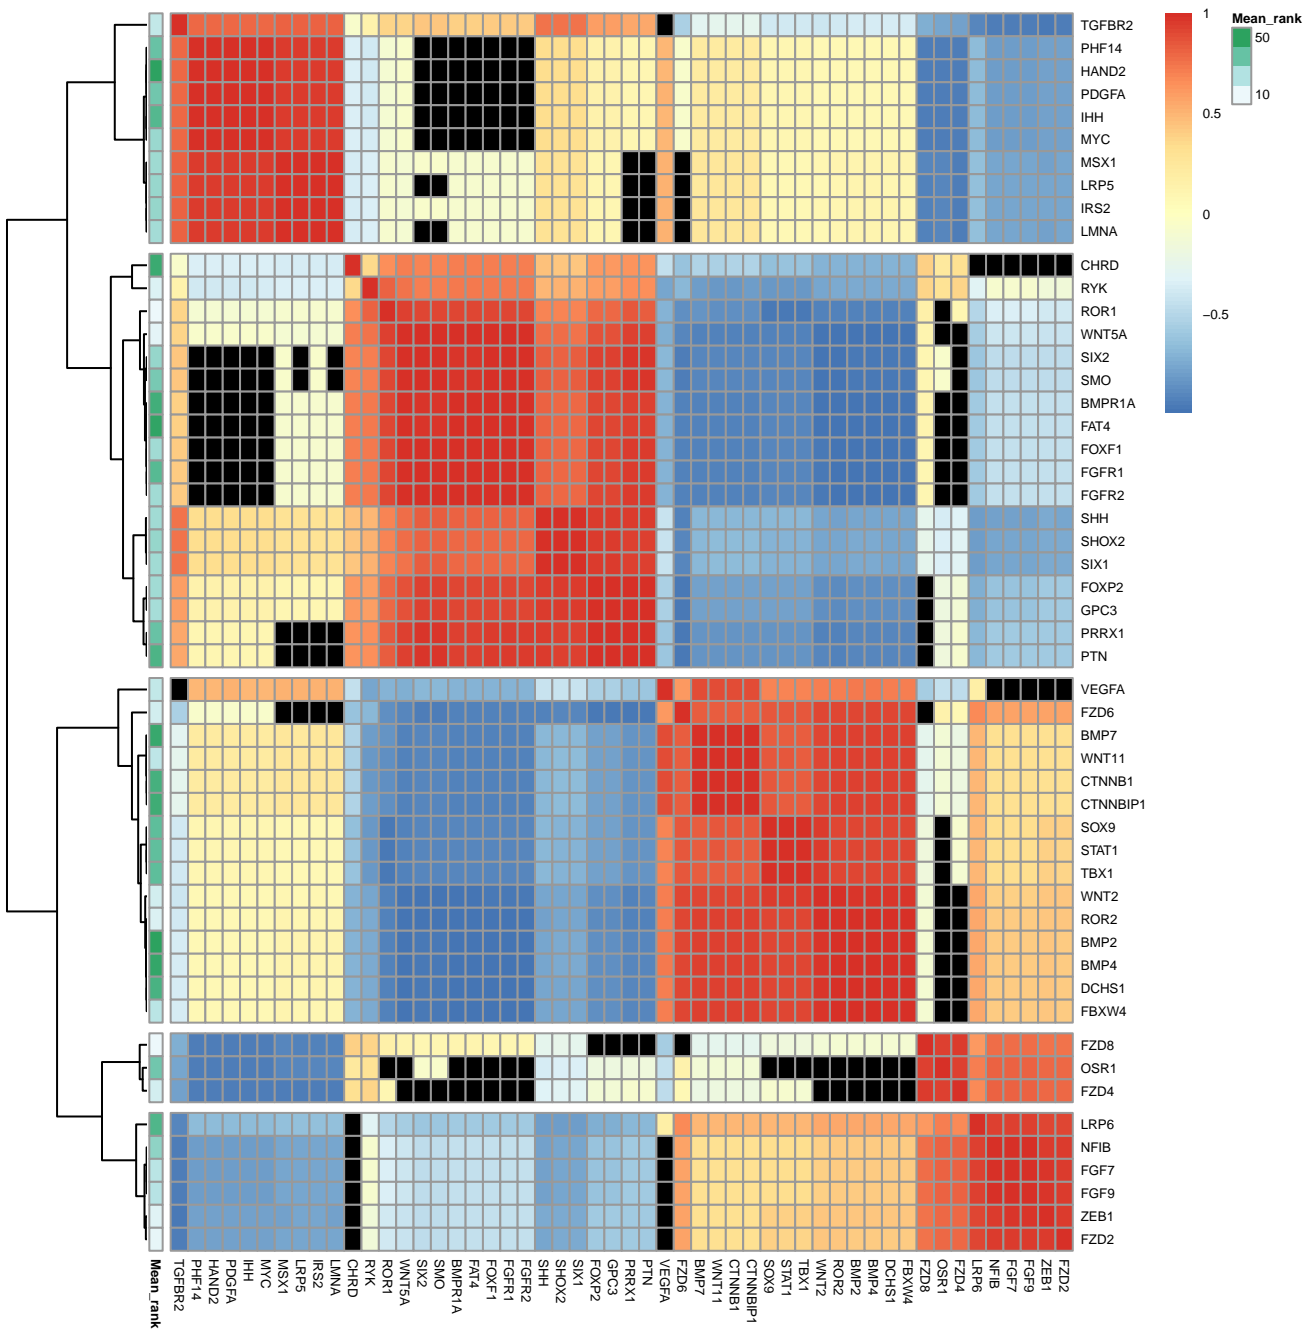 TGFBR2
PHF14
HAND2
PDGFA
IHH
MYC
MSX1
LRP5
IRS2
LMNA
CHRD
RYK
ROR1
WNT5A
SIX2
SMO
BMPR1A
FAT4
FOXF1
FGFR1
FGFR2
SHH
SHOX2
SIX1
FOXP2
GPC3
PRRX1
PTN
VEGFA
FZD6
BMP7
WNT11
CTNNB1
CTNNBIP1
SOX9
STAT1
TBX1
WNT2
ROR2
BMP2
BMP4
DCHS1
FBXW4
FZD8
OSR1
FZD4
LRP6
NFIB
FGF7
FGF9
ZEB1
FZD2
1
0.5
0
−0.5
Mean_rank
50
10
Mean_rank
TGFBR2
PHF14
HAND2
PDGFA
IHH
MYC
MSX1
LRP5
IRS2
LMNA
CHRD
RYK
ROR1
WNT5A
SIX2
SMO
BMPR1A
FAT4
FOXF1
FGFR1
FGFR2
SHH
SHOX2
SIX1
FOXP2
GPC3
PRRX1
PTN
VEGFA
FZD6
BMP7
WNT11
CTNNB1
CTNNBIP1
SOX9
STAT1
TBX1
WNT2
ROR2
BMP2
BMP4
DCHS1
FBXW4
FZD8
OSR1
FZD4
LRP6
NFIB
FGF7
FGF9
ZEB1
FZD2